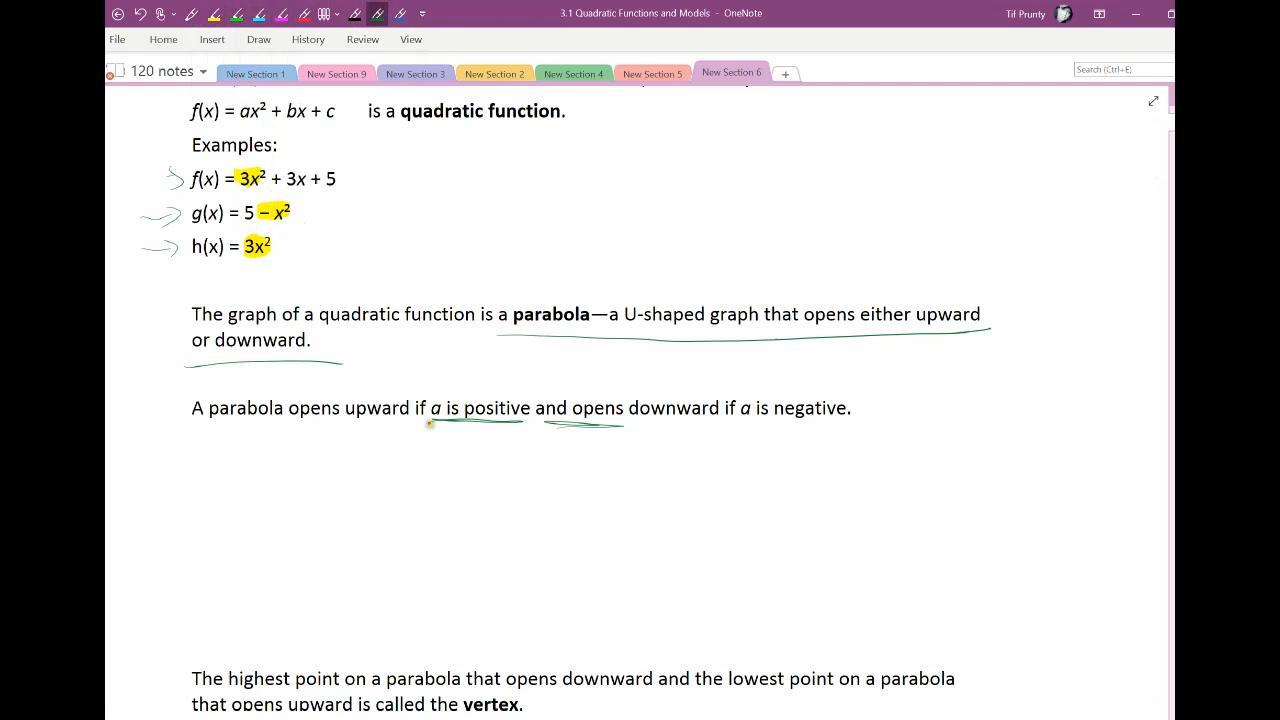 3.1 Quadratic Functions and Models - OneNote
Tif Prunty
File Home Insert Draw History Review View
120 notes New Section 1 New Section 9 New Section 3 New Section 2 New Section 4 New Section 5 New Section 6 +
Search (Ctrl+E)
f(x) = ax² + bx + c is a quadratic function.
Examples:
f(x) = 3x² + 3x + 5
g(x) = 5 – x²
h(x) = 3x²
The graph of a quadratic function is a parabola—a U-shaped graph that opens either upward
or downward.
A parabola opens upward if a is positive and opens downward if a is negative.
The highest point on a parabola that opens downward and the lowest point on a parabola
that opens upward is called the vertex.